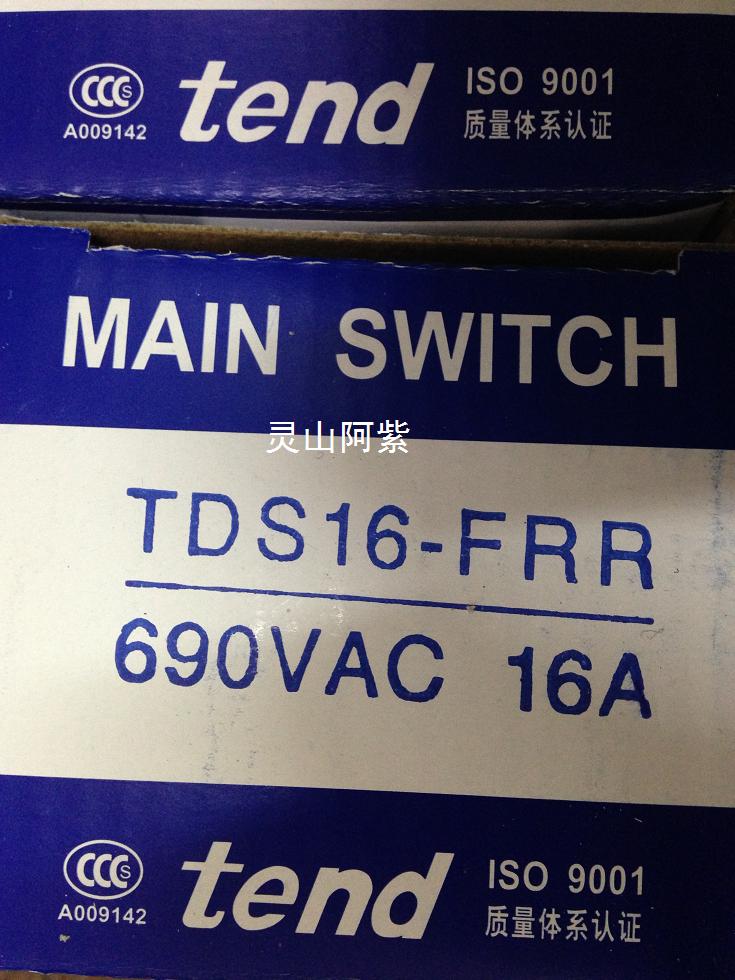 CCC S
A009142
tend
ISO 9001
质量体系认证
MAIN SWITCH
灵山阿紫
TDS16-FRR
690VAC 16A
CCC S
A009142
tend
ISO 9001
质量体系认证